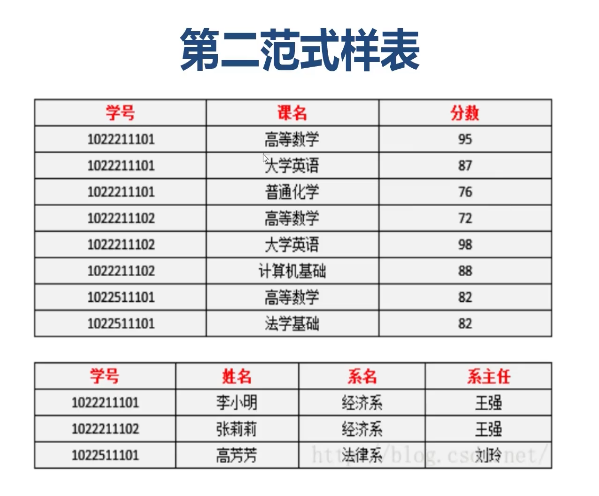 第二范式样表
学号 课名 分数
1022211101 高等数学 95
1022211101 大学英语 87
1022211101 普通化学 76
1022211102 高等数学 72
1022211102 大学英语 98
1022211102 计算机基础 88
1022511101 高等数学 82
1022511101 法学基础 82
学号 姓名 系名 系主任
1022211101 李小明 经济系 王强
1022211102 张莉莉 经济系 王强
1022511101 高芳芳 法律系 刘玲
http://blog.csdn.net/